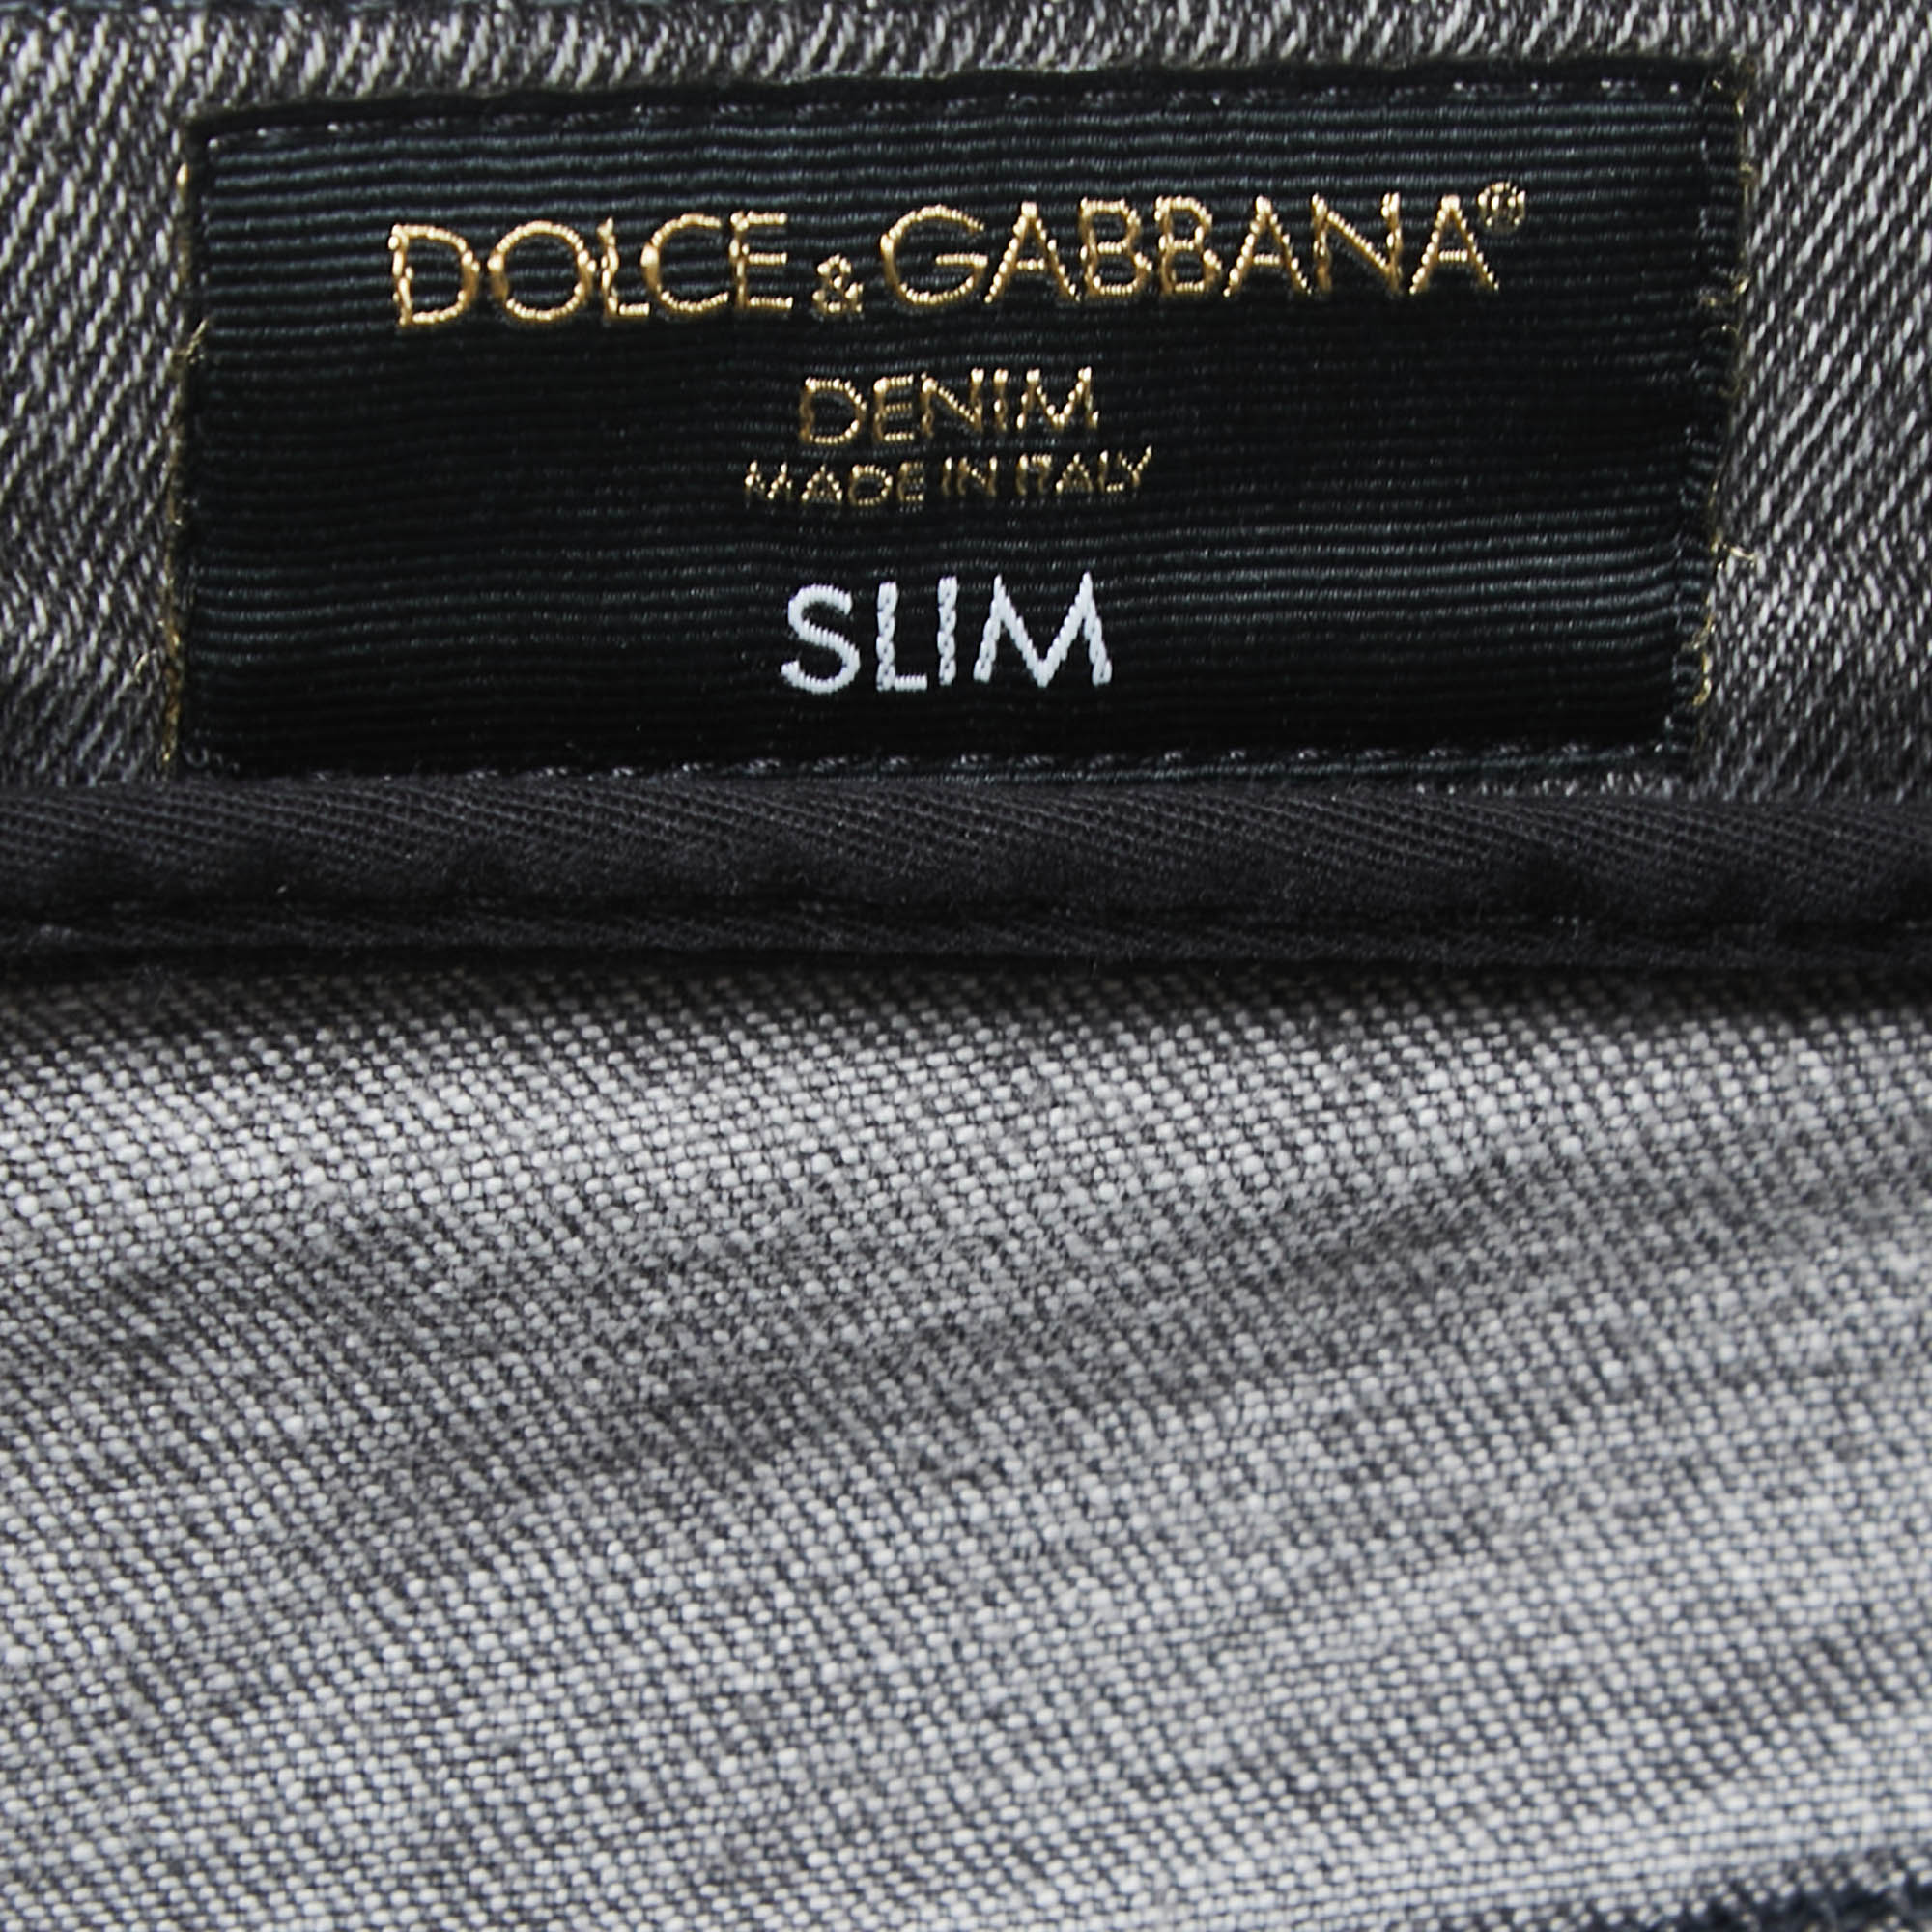 DOLCE & GABBANA®
DENIM
MADE IN ITALY
SLIM